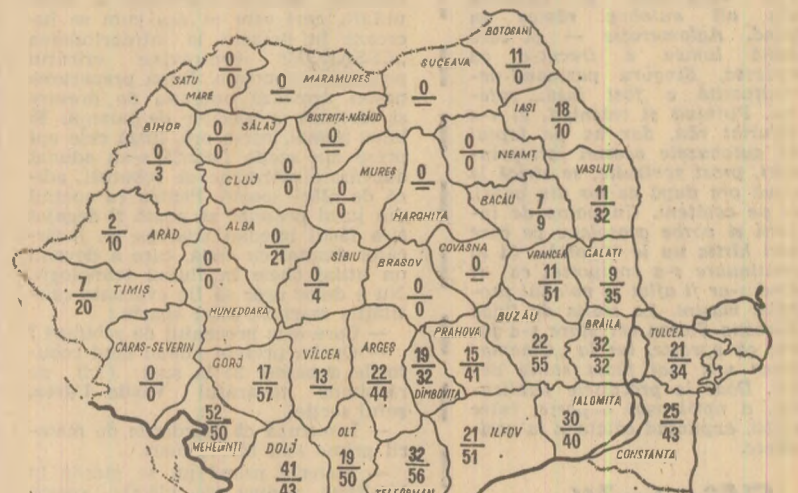 BOTOȘANI
11
0
SUCEAVA
0
SATU
MARE
0
0
MARAMUREȘ
0
IAȘI
18
10
BIHOR
0
3
SĂLAJ
0
0
BISTRIȚA-NĂSĂUD
0
NEAMȚ
0
0
VASLUI
11
32
CLUJ
0
0
MUREȘ
0
0
HARGHITA
0
BACĂU
7
9
ARAD
2
10
ALBA
0
21
SIBIU
0
4
BRAȘOV
0
0
COVASNA
0
VRANCEA
11
51
GALAȚI
9
35
TIMIȘ
7
20
HUNEDOARA
0
0
CARAȘ-SEVERIN
0
0
GORJ
17
57
VÎLCEA
13
ARGEȘ
22
44
DÎMBOVIȚA
19
32
PRAHOVA
15
41
BUZĂU
22
55
BRĂILA
32
32
TULCEA
21
34
MEHEDINȚI
52
50
DOLJ
41
43
OLT
19
50
TELEORMAN
32
56
ILFOV
21
51
IALOMIȚA
30
40
CONSTANȚA
25
43